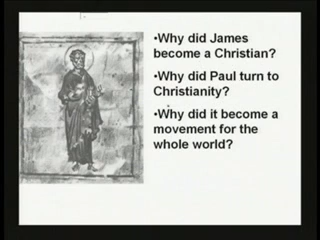 •Why did James
become a Christian?
•Why did Paul turn to
Christianity?
•Why did it become a
movement for the
whole world?